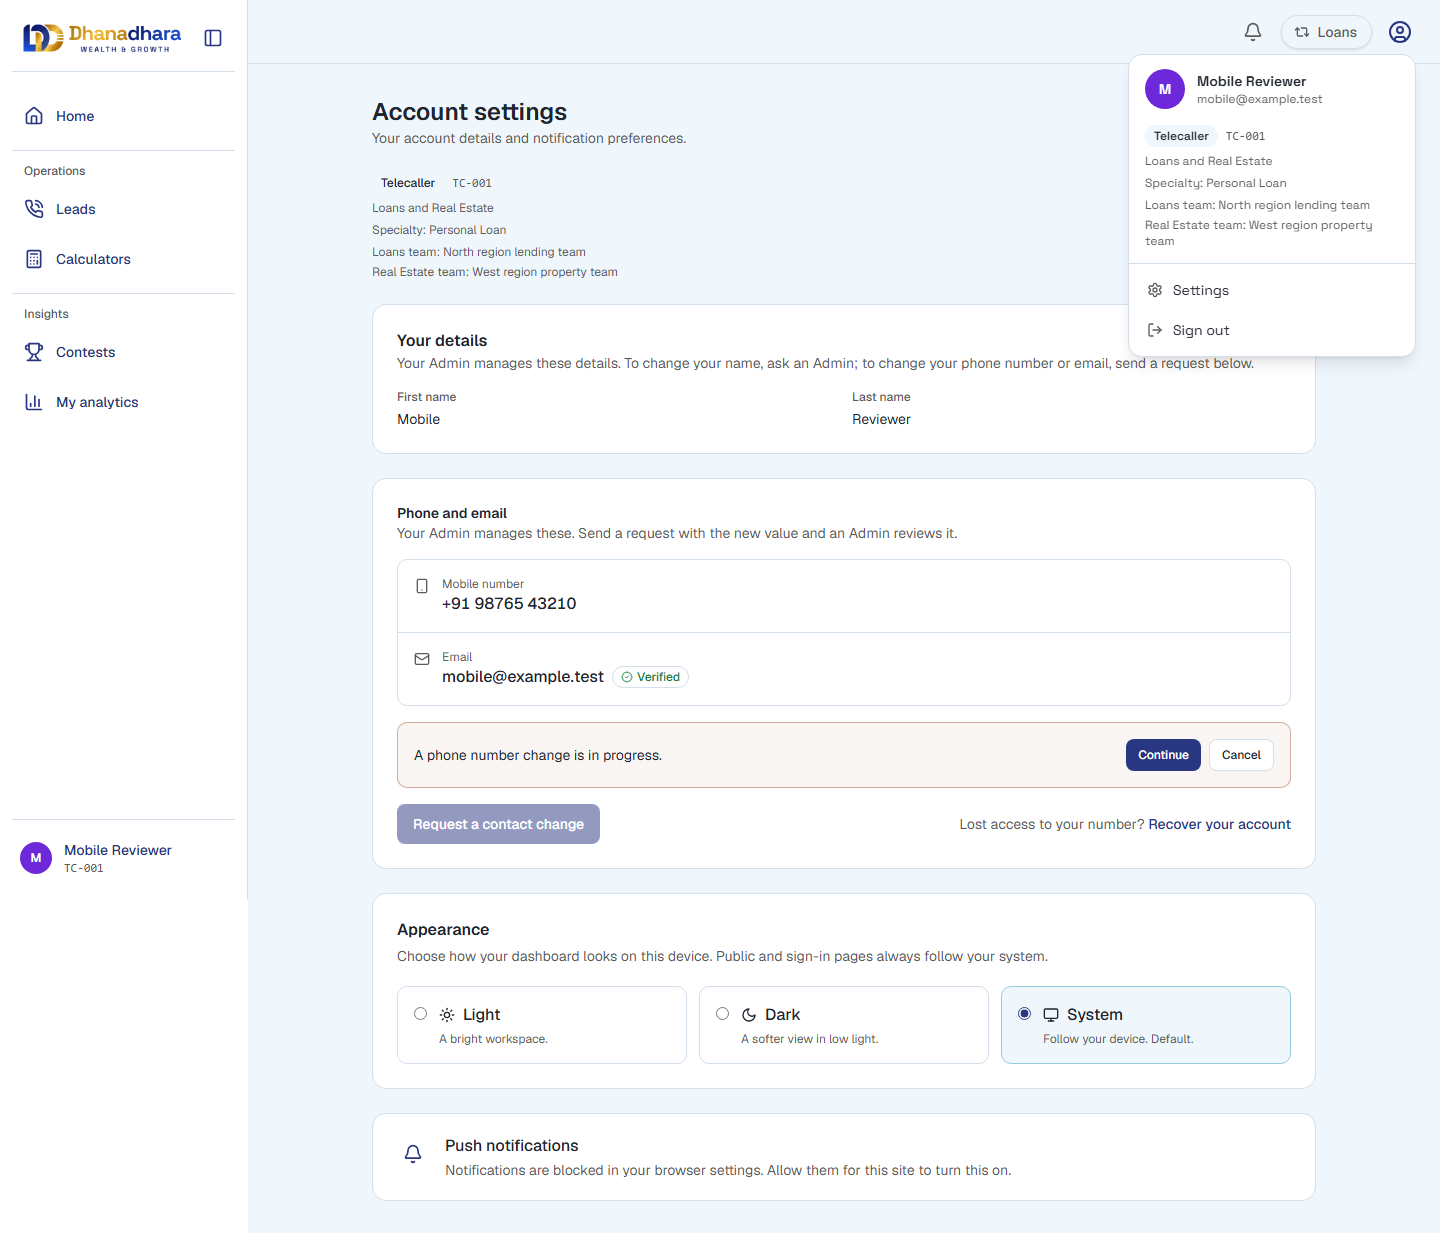 Dhanadhara
WEALTH & GROWTH
Home
Operations
Leads
Calculators
Insights
Contests
My analytics
M
Mobile Reviewer
TC-001
Loans
M
Mobile Reviewer
mobile@example.test
Telecaller TC-001
Loans and Real Estate
Specialty: Personal Loan
Loans team: North region lending team
Real Estate team: West region property
team
Settings
Sign out
Account settings
Your account details and notification preferences.
Telecaller TC-001
Loans and Real Estate
Specialty: Personal Loan
Loans team: North region lending team
Real Estate team: West region property team
Your details
Your Admin manages these details. To change your name, ask an Admin; to change your phone number or email, send a request below.
First name Last name
Mobile Reviewer
Phone and email
Your Admin manages these. Send a request with the new value and an Admin reviews it.
Mobile number
+91 98765 43210
Email
mobile@example.test Verified
A phone number change is in progress. Continue Cancel
Request a contact change Lost access to your number? Recover your account
Appearance
Choose how your dashboard looks on this device. Public and sign-in pages always follow your system.
Light Dark System
A bright workspace. A softer view in low light. Follow your device. Default.
Push notifications
Notifications are blocked in your browser settings. Allow them for this site to turn this on.